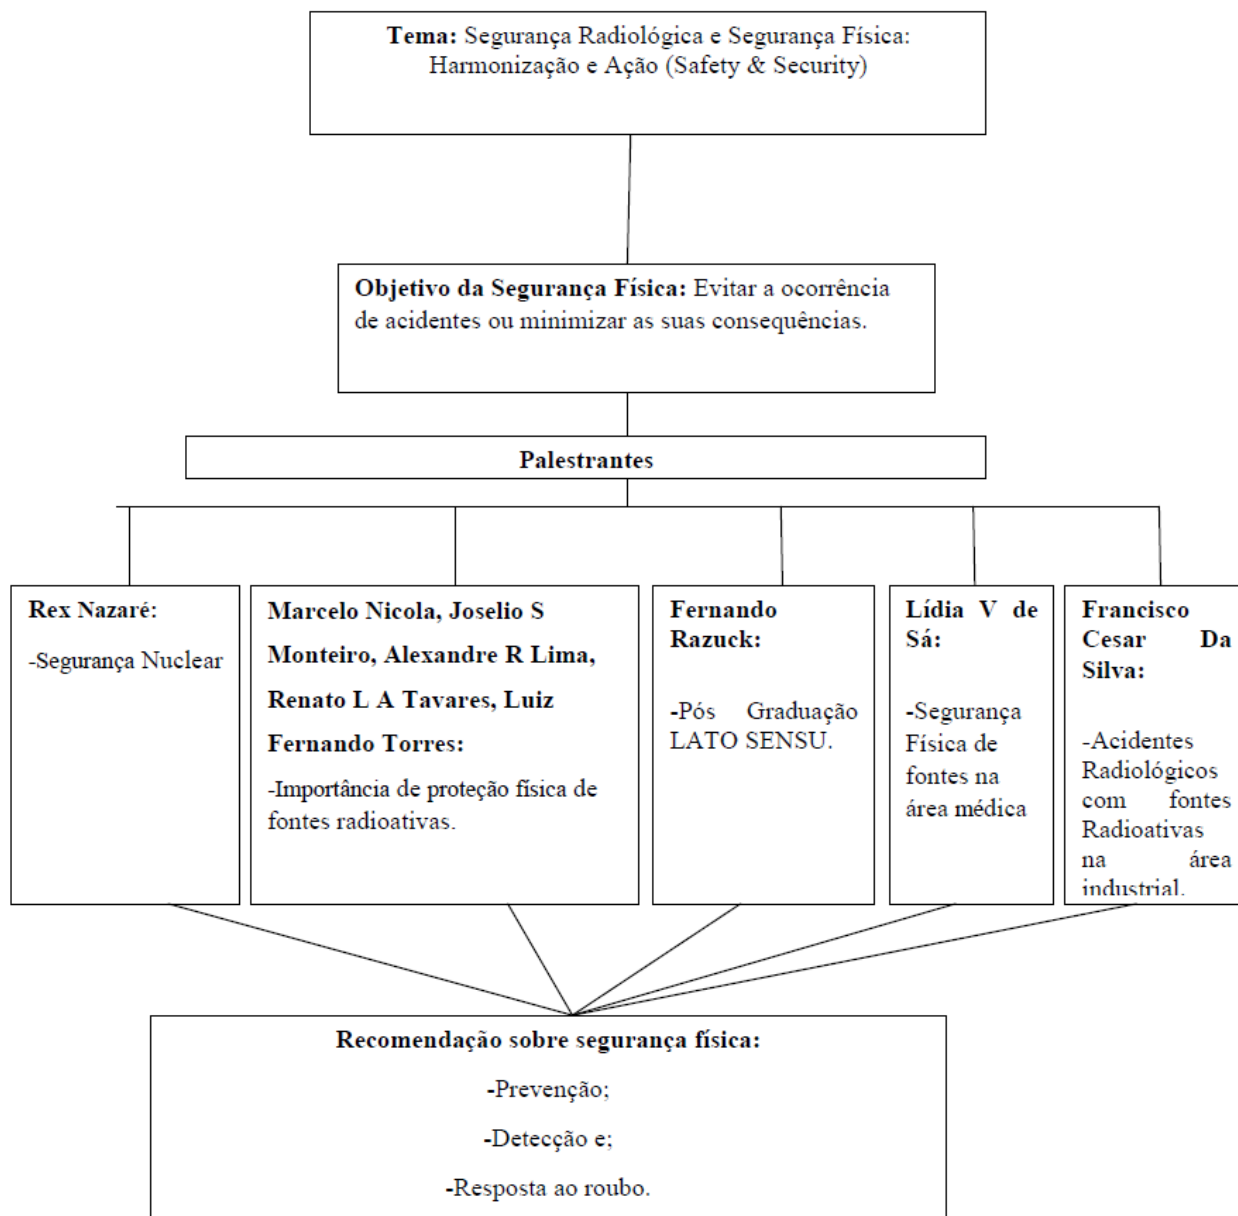 Tema: Segurança Radiológica e Segurança Física:
Harmonização e Ação (Safety & Security)
Objetivo da Segurança Física: Evitar a ocorrência
de acidentes ou minimizar as suas consequências.
Palestrantes
Rex Nazaré:
-Segurança Nuclear
Marcelo Nicola, Joselio S
Monteiro, Alexandre R Lima,
Renato L A Tavares, Luiz
Fernando Torres:
-Importância de proteção física de
fontes radioativas.
Fernando
Razuck:
-Pós Graduação
LATO SENSU.
Lídia V de
Sá:
-Segurança
Física de
fontes na
área médica
Francisco
Cesar Da
Silva:
-Acidentes
Radiológicos
com fontes
Radioativas
na área
industrial.
Recomendação sobre segurança física:
-Prevenção;
-Detecção e;
-Resposta ao roubo.